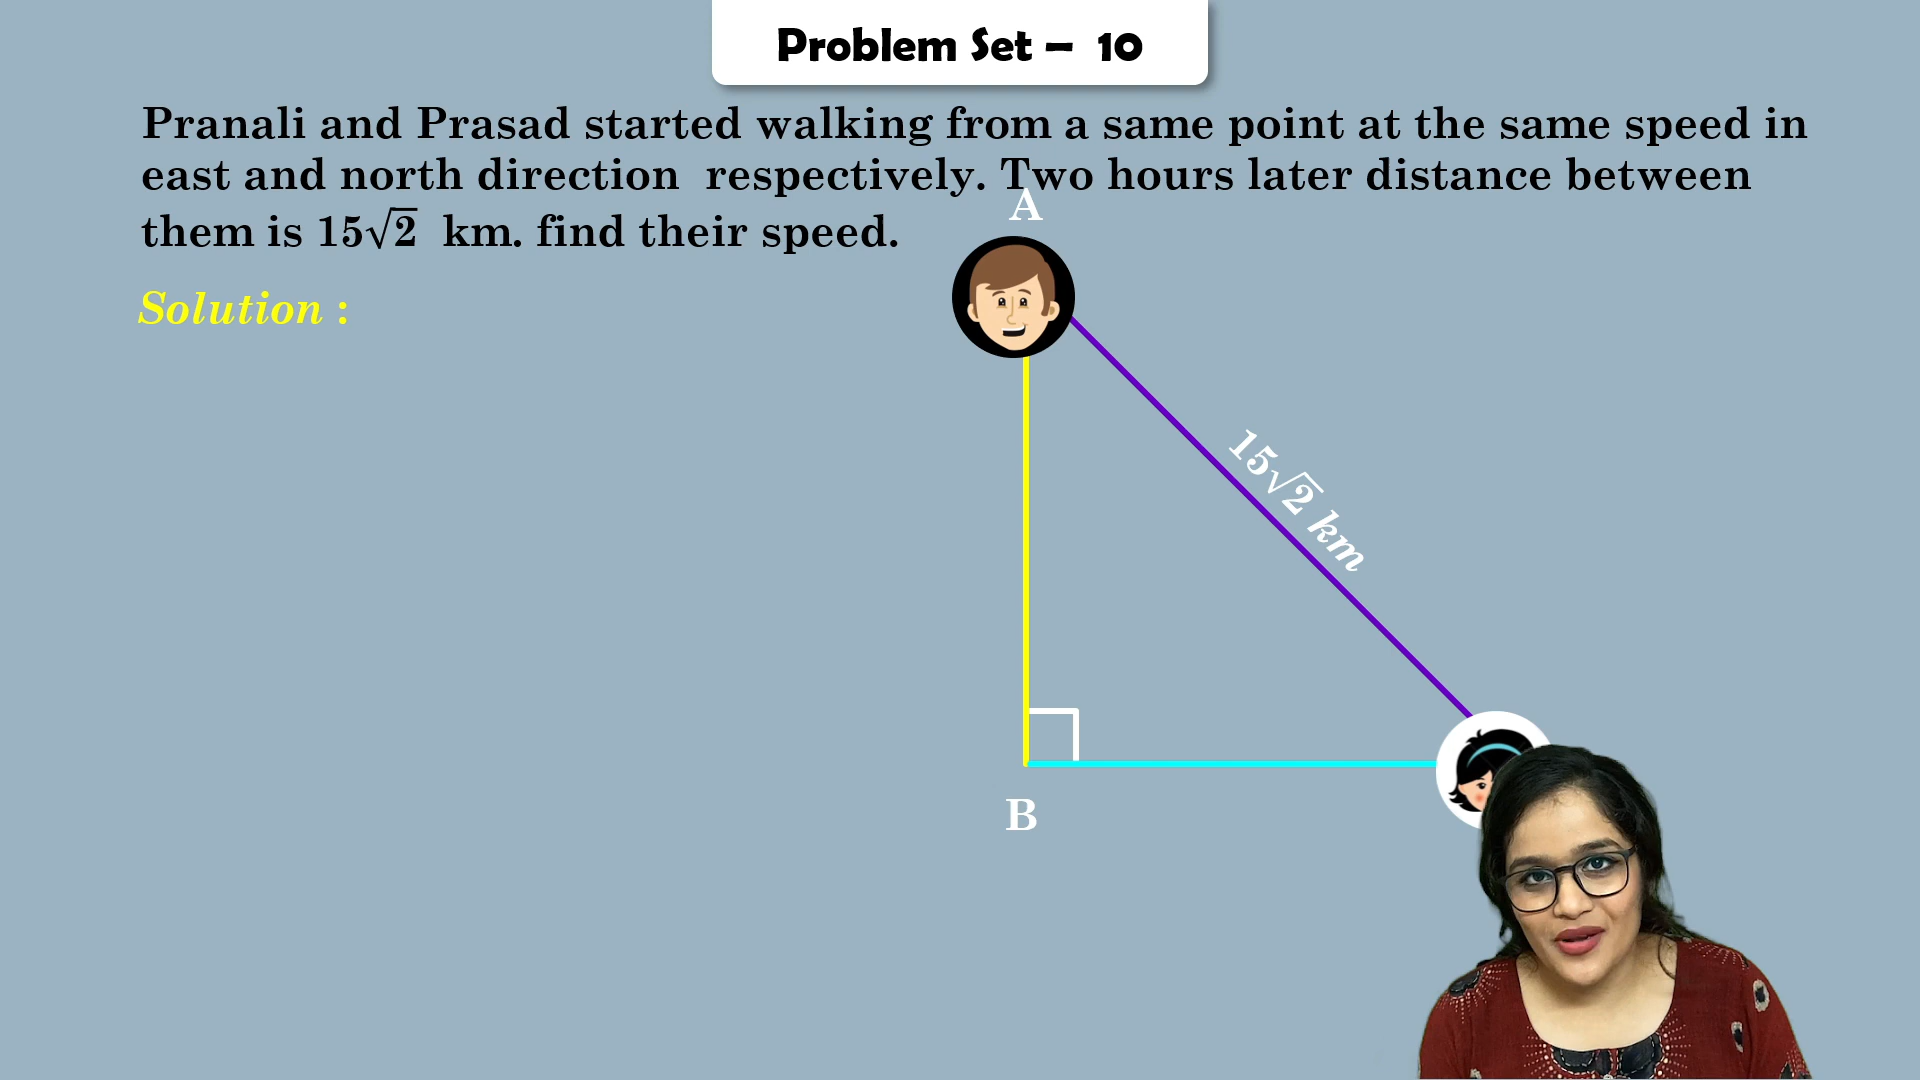 Problem Set – 10
Pranali and Prasad started walking from a same point at the same speed in
east and north direction respectively. Two hours later distance between
them is 15√2 km. find their speed.
A
Solution :
15√2 km
B